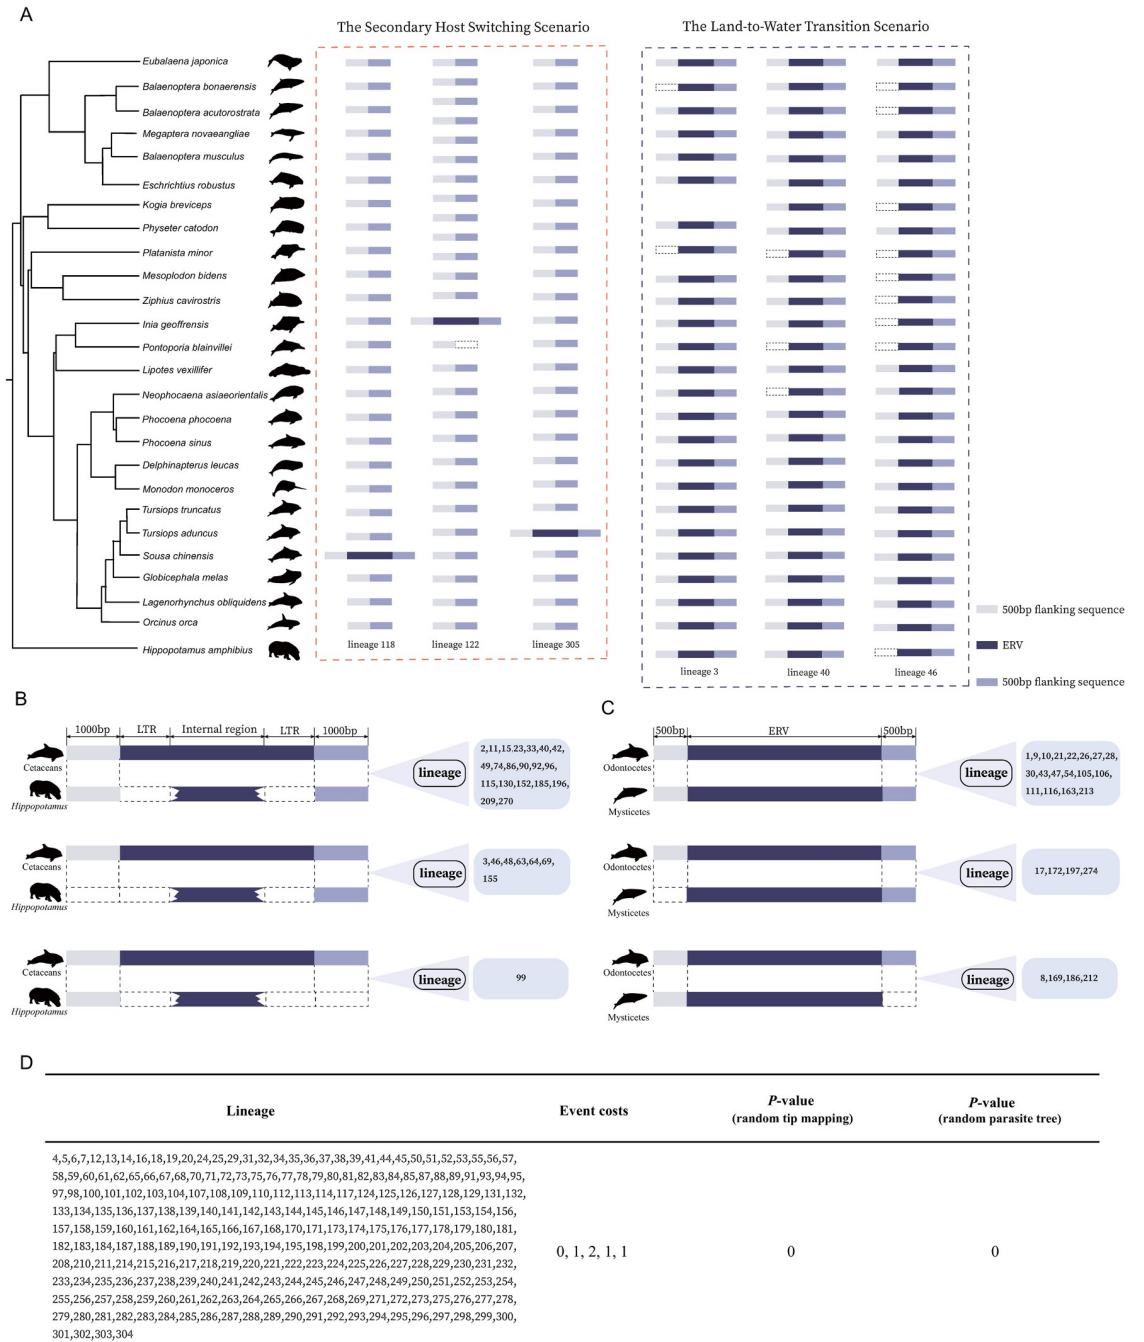 A
The Secondary Host Switching Scenario
The Land-to-Water Transition Scenario
Eubalaena japonica
Balaenoptera bonaerensis
Balaenoptera acutorostrata
Megaptera novaeangliae
Balaenoptera musculus
Eschrichtius robustus
Kogia breviceps
Physeter catodon
Platanista minor
Mesoplodon bidens
Ziphius cavirostris
Inia geoffrensis
Pontoporia blainvillei
Lipotes vexillifer
Neophocaena asiaeorientalis
Phocoena phocoena
Phocoena sinus
Delphinapterus leucas
Monodon monoceros
Tursiops truncatus
Tursiops aduncus
Sousa chinensis
Globicephala melas
Lagenorhynchus obliquidens
Orcinus orca
Hippopotamus amphibius
lineage 118 lineage 122 lineage 305
lineage 3 lineage 40 lineage 46
500bp flanking sequence
ERV
500bp flanking sequence
B
1000bp LTR Internal region LTR 1000bp
Cetaceans
Hippopotamus
lineage
2,11,15.23,33,40,42,
49,74,86,90,92,96,
115,130,152,185,196,
209,270
Cetaceans
Hippopotamus
lineage
3,46,48,63,64,69,
155
Cetaceans
Hippopotamus
lineage
99
C
500bp ERV 500bp
Odontocetes
Mysticetes
lineage
1,9,10,21,22,26,27,28,
30,43,47,54,105,106,
111,116,163,213
Odontocetes
Mysticetes
lineage
17,172,197,274
Odontocetes
Mysticetes
lineage
8,169,186,212
D
Lineage Event costs P-value (random tip mapping) P-value (random parasite tree)
4,5,6,7,12,13,14,16,18,19,20,24,25,29,31,32,34,35,36,37,38,39,41,44,45,50,51,52,53,55,56,57,
58,59,60,61,62,65,66,67,68,70,71,72,73,75,76,77,78,79,80,81,82,83,84,85,87,88,89,91,93,94,95,
97,98,100,101,102,103,104,107,108,109,110,112,113,114,117,124,125,126,127,128,129,131,132,
133,134,135,136,137,138,139,140,141,142,143,144,145,146,147,148,149,150,151,153,154,156,
157,158,159,160,161,162,164,165,166,167,168,170,171,173,174,175,176,177,178,179,180,181,
182,183,184,187,188,189,190,191,192,193,194,195,198,199,200,201,202,203,204,205,206,207,
208,210,211,214,215,216,217,218,219,220,221,222,223,224,225,226,227,228,229,230,231,232,
233,234,235,236,237,238,239,240,241,242,243,244,245,246,247,248,249,250,251,252,253,254,
255,256,257,258,259,260,261,262,263,264,265,266,267,268,269,271,272,273,275,276,277,278,
279,280,281,282,283,284,285,286,287,288,289,290,291,292,293,294,295,296,297,298,299,300,
301,302,303,304
0, 1, 2, 1, 1 0 0